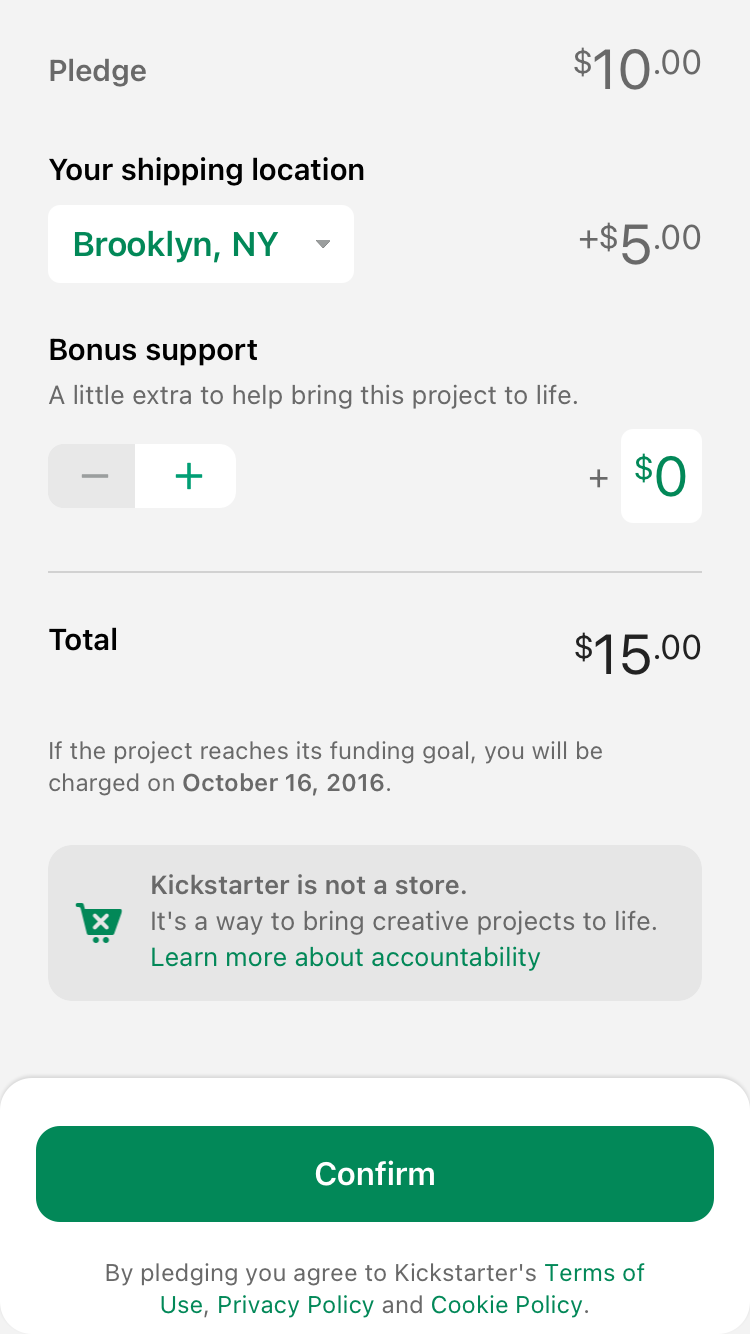 Pledge $10.00
Your shipping location
Brooklyn, NY +$5.00
Bonus support
A little extra to help bring this project to life.
− + + $0
Total $15.00
If the project reaches its funding goal, you will be
charged on October 16, 2016.
Kickstarter is not a store.
It's a way to bring creative projects to life.
Learn more about accountability
Confirm
By pledging you agree to Kickstarter's Terms of
Use, Privacy Policy and Cookie Policy.